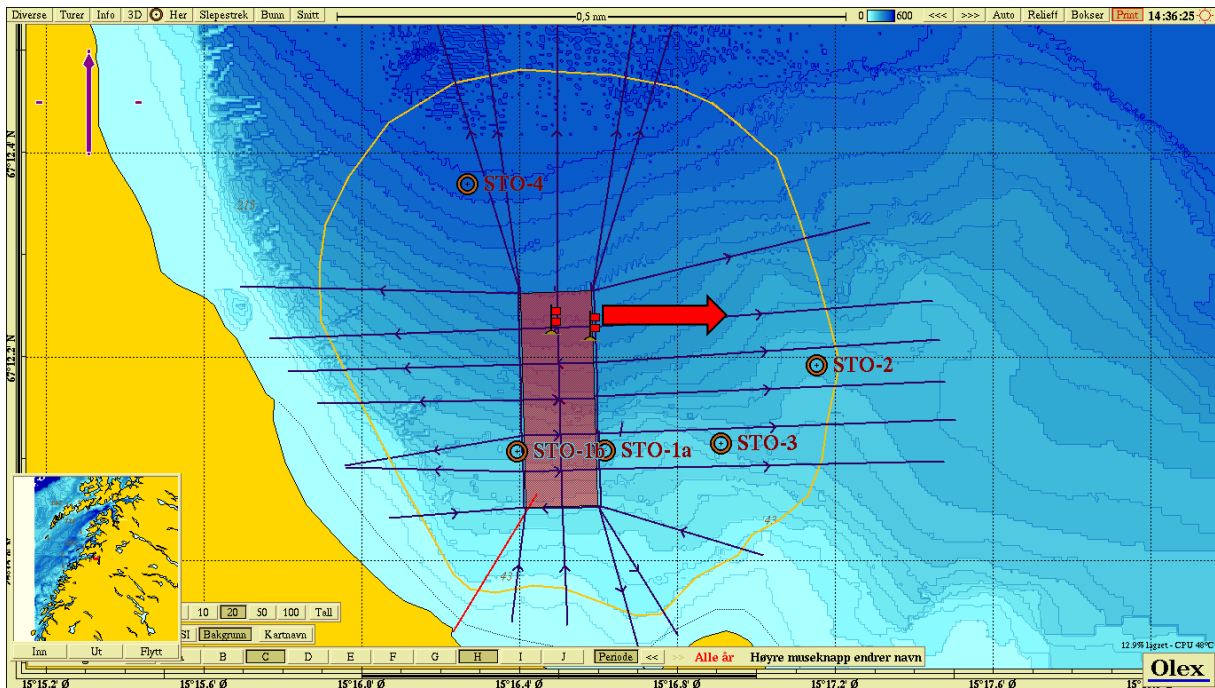 Diverse Turer Info 3D Her Slepestrek Bunn Snitt 0,5 nm 0 600 <<< >>> Auto Relieff Bokser Print 14:36:25
67°12.4' N
STO-4
67°12.2' N
STO-2
STO-3
STO-1b
STO-1a
43
43
10 20 50 100 Tall
SI Bakgrunn Kartnavn
Inn Ut Flytt
A B C D E F G H I J Periode << >> Alle år Høyre museknapp endrer navn
12.9% lagret - CPU 48°C
Olex
15°15.2 Ø 15°15.6' Ø 15°16.0' Ø 15°16.4' Ø 15°16.8' Ø 15°17.2' Ø 15°17.6' Ø